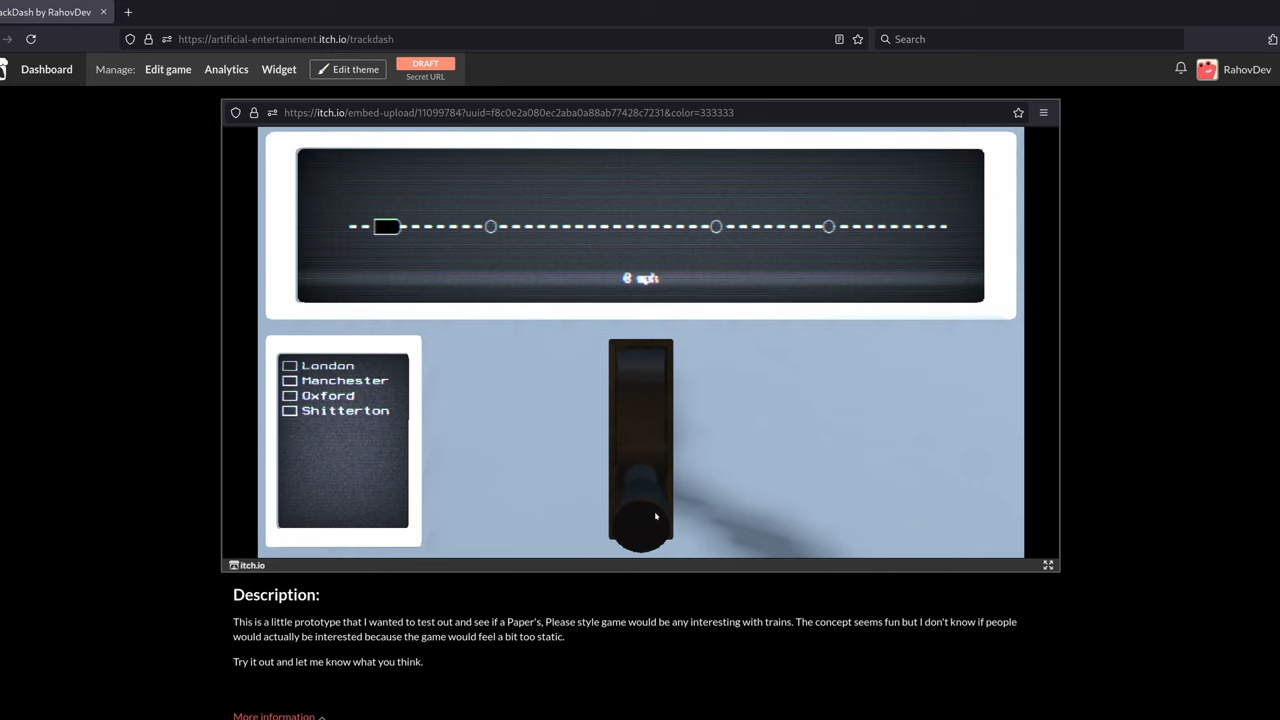 ackDash by RahovDev
https://artificial-entertainment.itch.io/trackdash
Search
Dashboard
Manage:
Edit game
Analytics
Widget
Edit theme
DRAFT
Secret URL
RahovDev
https://itch.io/embed-upload/11099784?uuid=f8c0e2a080ec2aba0a88ab77428c7231&color=333333
mph
London
Manchester
Oxford
Shitterton
itch.io
Description:
This is a little prototype that I wanted to test out and see if a Paper's, Please style game would be any interesting with trains. The concept seems fun but I don't know if people
would actually be interested because the game would feel a bit too static.
Try it out and let me know what you think.
More information